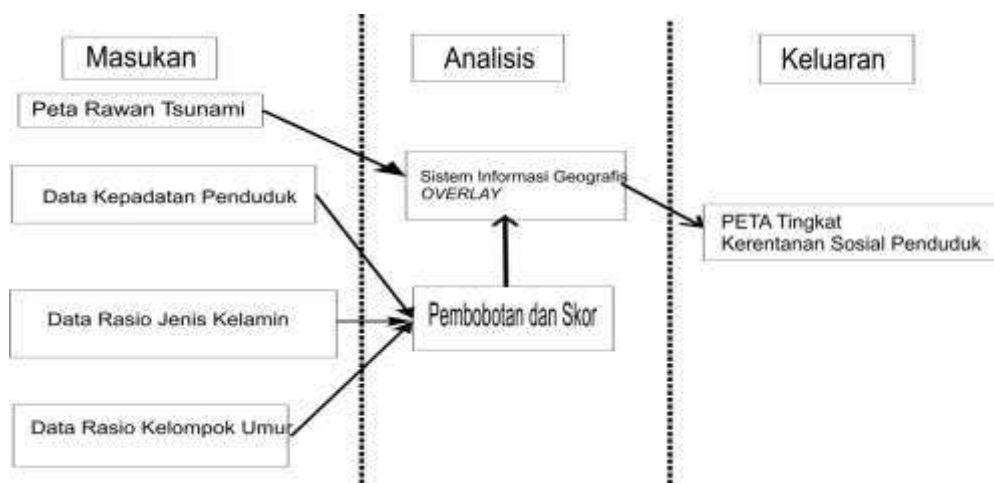 Masukan
Analisis
Keluaran
Peta Rawan Tsunami
Data Kepadatan Penduduk
Data Rasio Jenis Kelamin
Data Rasio Kelompok Umur
Sistem Informasi Geografis
OVERLAY
Pembobotan dan Skor
PETA Tingkat
Kerentanan Sosial Penduduk